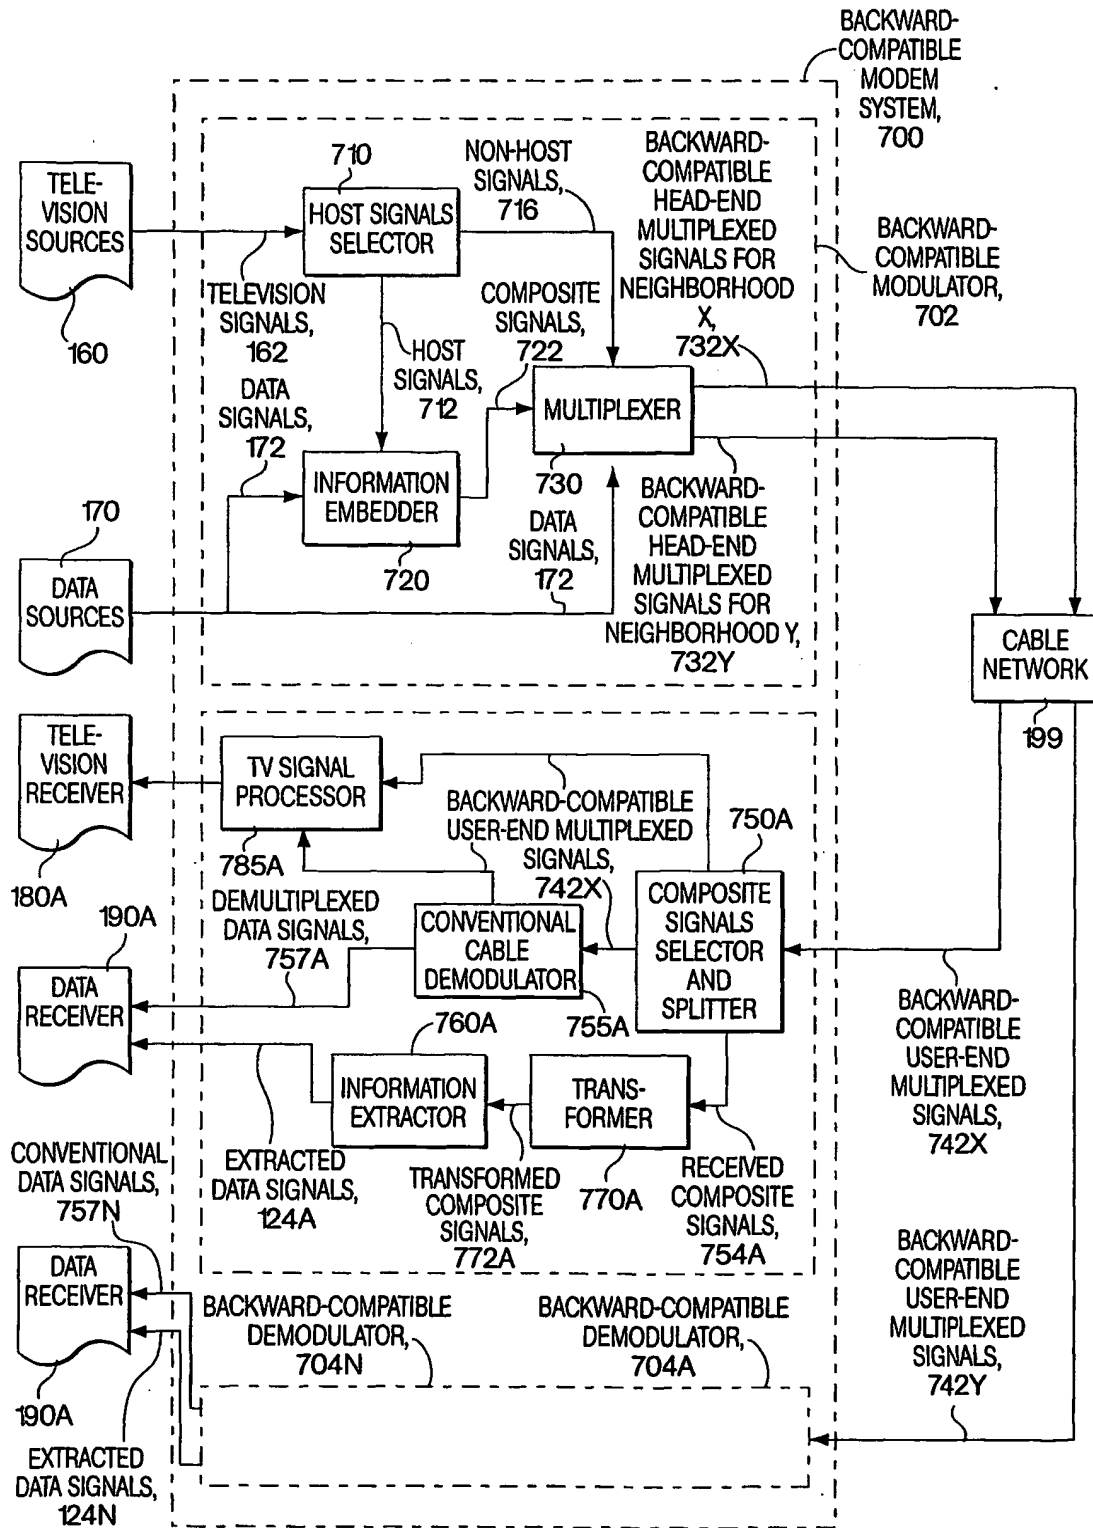 BACKWARD-
COMPATIBLE
MODEM
SYSTEM,
700
TELE-
VISION
SOURCES
160
710
HOST SIGNALS
SELECTOR
NON-HOST
SIGNALS,
716
BACKWARD-
COMPATIBLE
HEAD-END
MULTIPLEXED
SIGNALS FOR
NEIGHBORHOOD
X,
732X
BACKWARD-
COMPATIBLE
MODULATOR,
702
TELEVISION
SIGNALS,
162
HOST
SIGNALS,
712
COMPOSITE
SIGNALS,
722
DATA
SIGNALS,
172
MULTIPLEXER
730
INFORMATION
EMBEDDER
720
DATA
SIGNALS,
172
BACKWARD-
COMPATIBLE
HEAD-END
MULTIPLEXED
SIGNALS FOR
NEIGHBORHOOD Y,
732Y
170
DATA
SOURCES
CABLE
NETWORK
199
TELE-
VISION
RECEIVER
180A
TV SIGNAL
PROCESSOR
785A
BACKWARD-COMPATIBLE
USER-END MULTIPLEXED
SIGNALS,
742X
750A
COMPOSITE
SIGNALS
SELECTOR
AND
SPLITTER
DEMULTIPLEXED
DATA SIGNALS,
757A
CONVENTIONAL
CABLE
DEMODULATOR
755A
190A
DATA
RECEIVER
760A
INFORMATION
EXTRACTOR
TRANS-
FORMER
770A
BACKWARD-
COMPATIBLE
USER-END
MULTIPLEXED
SIGNALS,
742X
EXTRACTED
DATA SIGNALS,
124A
TRANSFORMED
COMPOSITE
SIGNALS,
772A
RECEIVED
COMPOSITE
SIGNALS,
754A
CONVENTIONAL
DATA SIGNALS,
757N
DATA
RECEIVER
190A
EXTRACTED
DATA SIGNALS,
124N
BACKWARD-COMPATIBLE
DEMODULATOR,
704N
BACKWARD-COMPATIBLE
DEMODULATOR,
704A
BACKWARD-
COMPATIBLE
USER-END
MULTIPLEXED
SIGNALS,
742Y